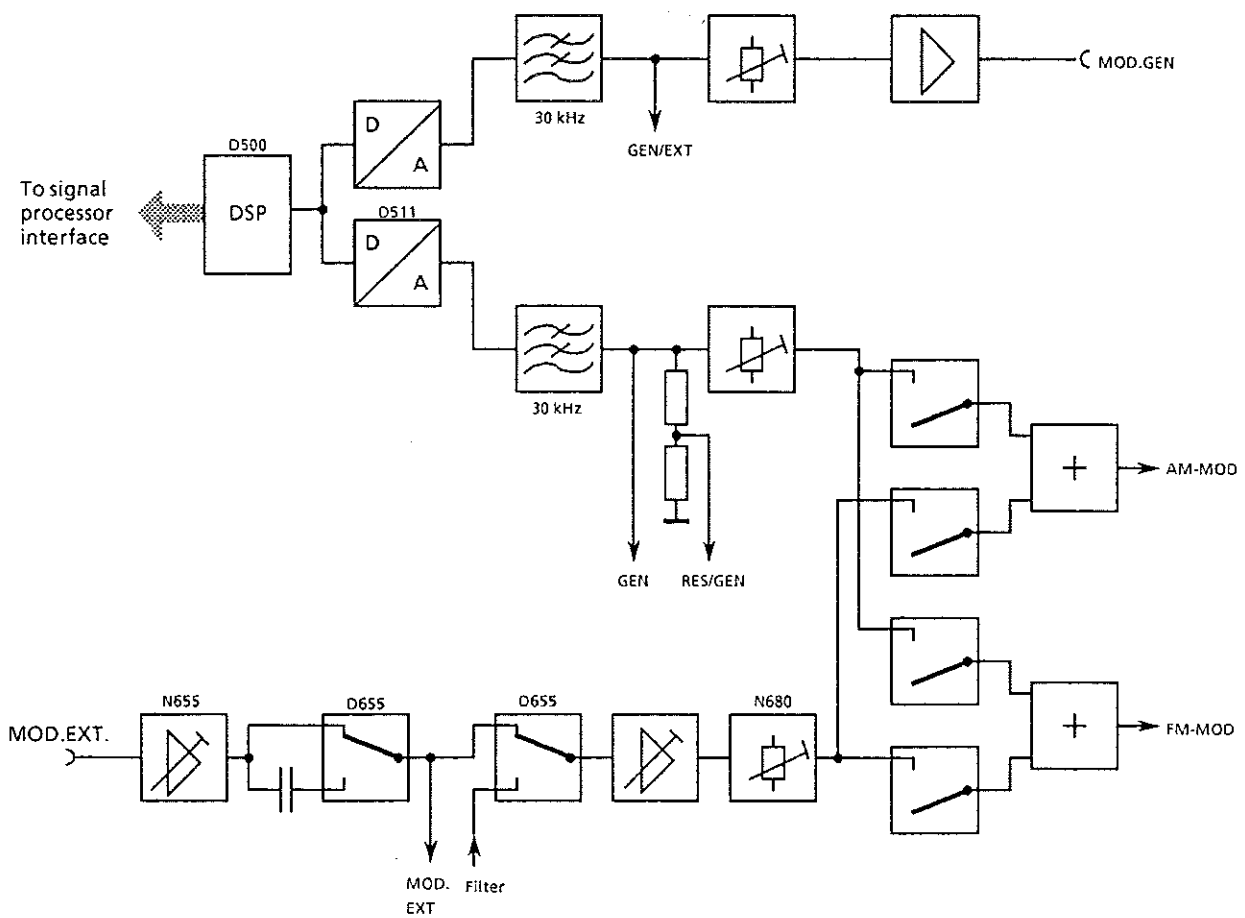 MOD.GEN
30 kHz
GEN/EXT
D500
D
A
To signal
processor
interface
DSP
D511
D
A
30 kHz
GEN
RES/GEN
+
AM-MOD
N655
D655
D655
N680
MOD.EXT.
+
FM-MOD
MOD.
EXT
Filter